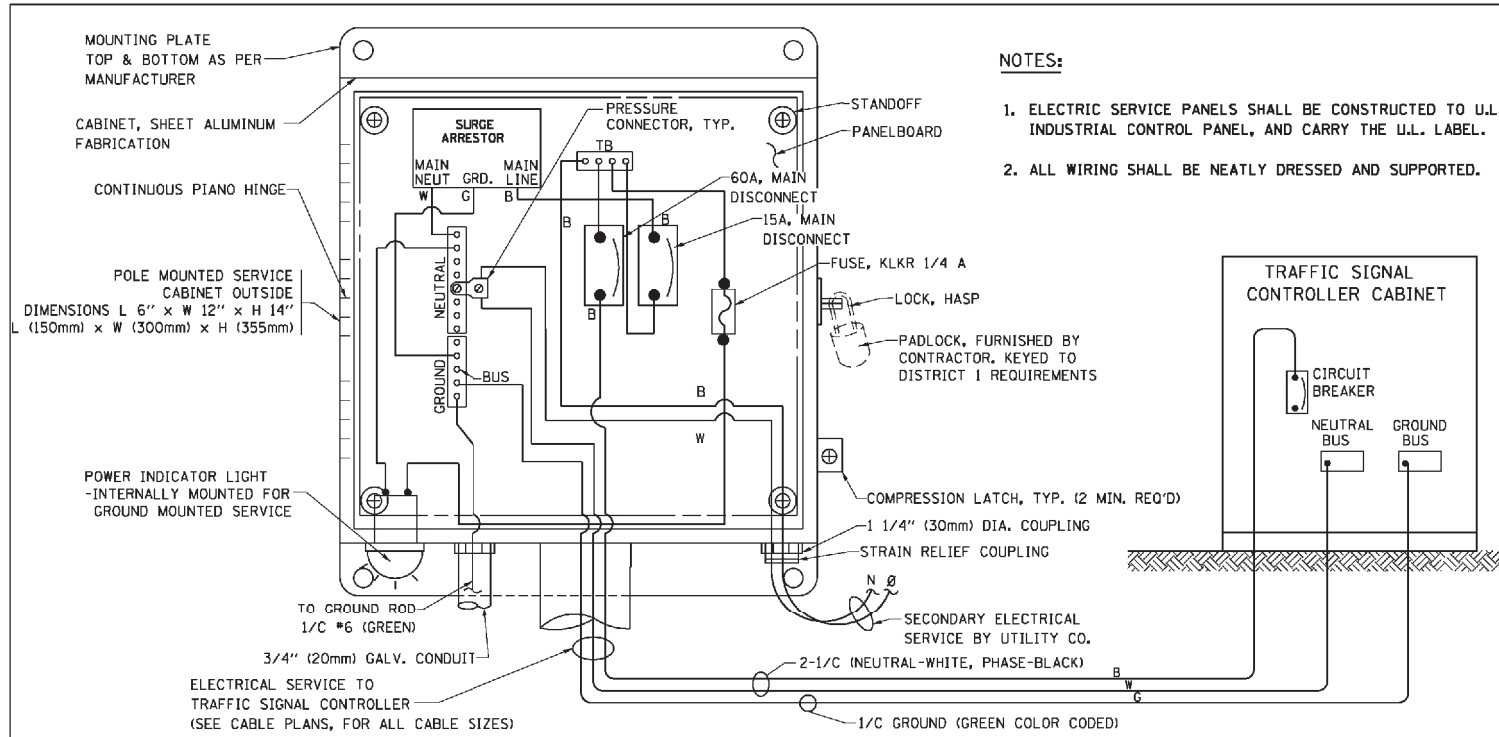 MOUNTING PLATE
TOP & BOTTOM AS PER
MANUFACTURER
CABINET, SHEET ALUMINUM
FABRICATION
CONTINUOUS PIANO HINGE
POLE MOUNTED SERVICE
CABINET OUTSIDE
DIMENSIONS L 6" x W 12" x H 14"
L (150mm) x W (300mm) x H (355mm)
POWER INDICATOR LIGHT
-INTERNALLY MOUNTED FOR
GROUND MOUNTED SERVICE
TO GROUND ROD
1/C #6 (GREEN)
3/4" (20mm) GALV. CONDUIT
ELECTRICAL SERVICE TO
TRAFFIC SIGNAL CONTROLLER
(SEE CABLE PLANS, FOR ALL CABLE SIZES)
SURGE
ARRESTOR
MAIN
NEUT
GRD.
MAIN
LINE
W
G
B
PRESSURE
CONNECTOR, TYP.
TB
60A, MAIN
DISCONNECT
B
B
15A, MAIN
DISCONNECT
B
NEUTRAL
GROUND
BUS
STANDOFF
PANELBOARD
FUSE, KLKR 1/4 A
LOCK, HASP
PADLOCK, FURNISHED BY
CONTRACTOR. KEYED TO
DISTRICT 1 REQUIREMENTS
B
W
COMPRESSION LATCH, TYP. (2 MIN. REQ'D)
1 1/4" (30mm) DIA. COUPLING
STRAIN RELIEF COUPLING
N Ø
SECONDARY ELECTRICAL
SERVICE BY UTILITY CO.
2-1/C (NEUTRAL-WHITE, PHASE-BLACK)
B
W
G
1/C GROUND (GREEN COLOR CODED)
NOTES:
1. ELECTRIC SERVICE PANELS SHALL BE CONSTRUCTED TO U.L.
INDUSTRIAL CONTROL PANEL, AND CARRY THE U.L. LABEL.
2. ALL WIRING SHALL BE NEATLY DRESSED AND SUPPORTED.
TRAFFIC SIGNAL
CONTROLLER CABINET
CIRCUIT
BREAKER
NEUTRAL
BUS
GROUND
BUS